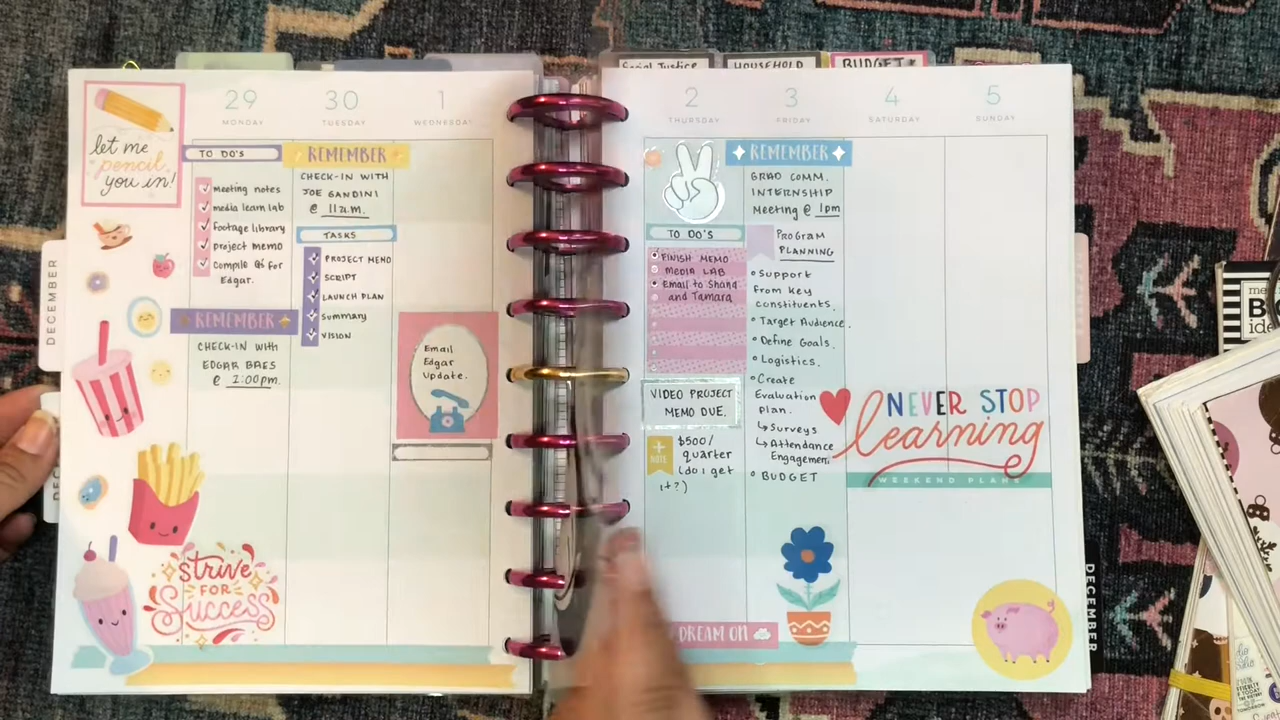 Social Justice
HOUSEHOLD
BUDGET
29
MONDAY
30
TUESDAY
1
WEDNESDAY
2
THURSDAY
3
FRIDAY
4
SATURDAY
5
SUNDAY
let me
pencil
you in!
TO DO'S
meeting notes
media learn lab
Footage library
project memo
Compile Q's for
Edgar.
REMEMBER
CHECK-IN WITH
EDGAR BAES
@ 1:00pm.
strive
FOR
Success
REMEMBER
CHECK-IN WITH
JOE GANDINI
@ 11a.m.
TASKS
PROJECT MEMO
SCRIPT
LAUNCH PLAN
Summary
VISION
Email
Edgar
Update.
TO DO'S
FINISH MEMO
MEDIA LAB
Email to Shand
and Tamara
VIDEO PROJECT
MEMO DUE.
+
NOTE
$500/
quarter
(do i get
it?)
DREAM ON
REMEMBER
GRAD COMM.
INTERNSHIP
Meeting @ 1pm
PROGRAM
PLANNING
Support
from key
constituents.
Target Audience.
Define Goals.
Logistics.
Create
Evaluation
plan.
↳ Surveys
↳ Attendance
Engagement
BUDGET
NEVER STOP
learning
WEEKEND PLANS
DECEMBER
DECEMBER